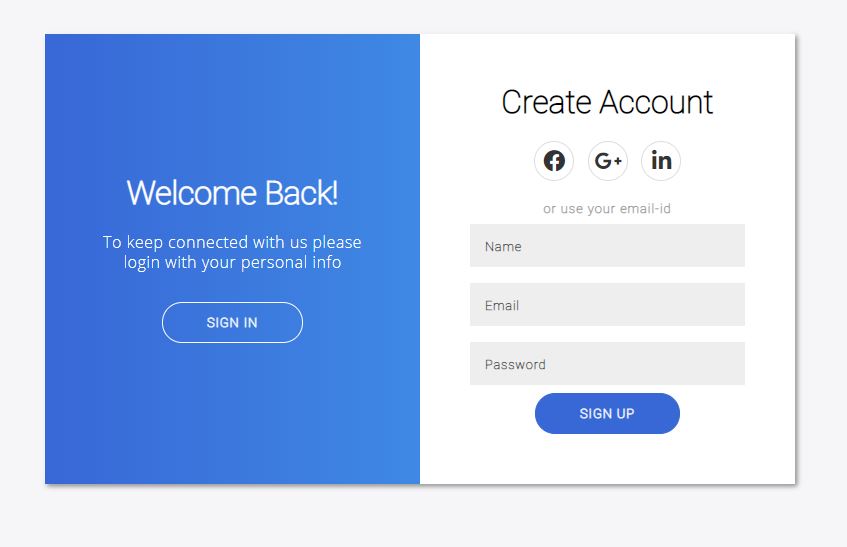 Welcome Back!
To keep connected with us please
login with your personal info
SIGN IN
Create Account
G+
in
or use your email-id
Name
Email
Password
SIGN UP